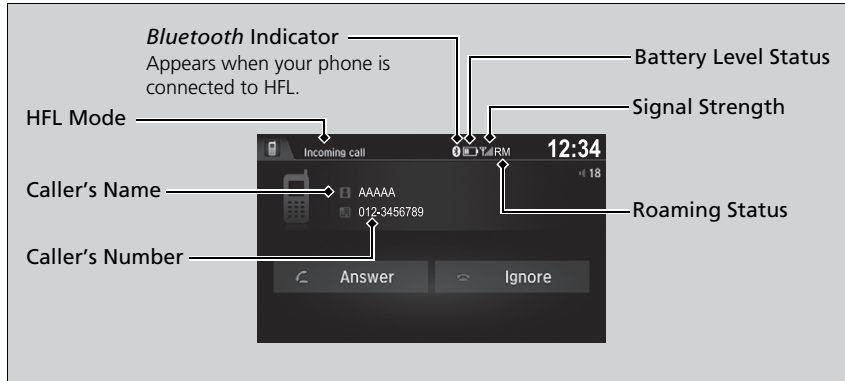 Bluetooth Indicator
Appears when your phone is
connected to HFL.
Battery Level Status
Signal Strength
HFL Mode
Incoming call
RM
12:34
18
Caller's Name
AAAAA
012-3456789
Roaming Status
Caller's Number
Answer
Ignore